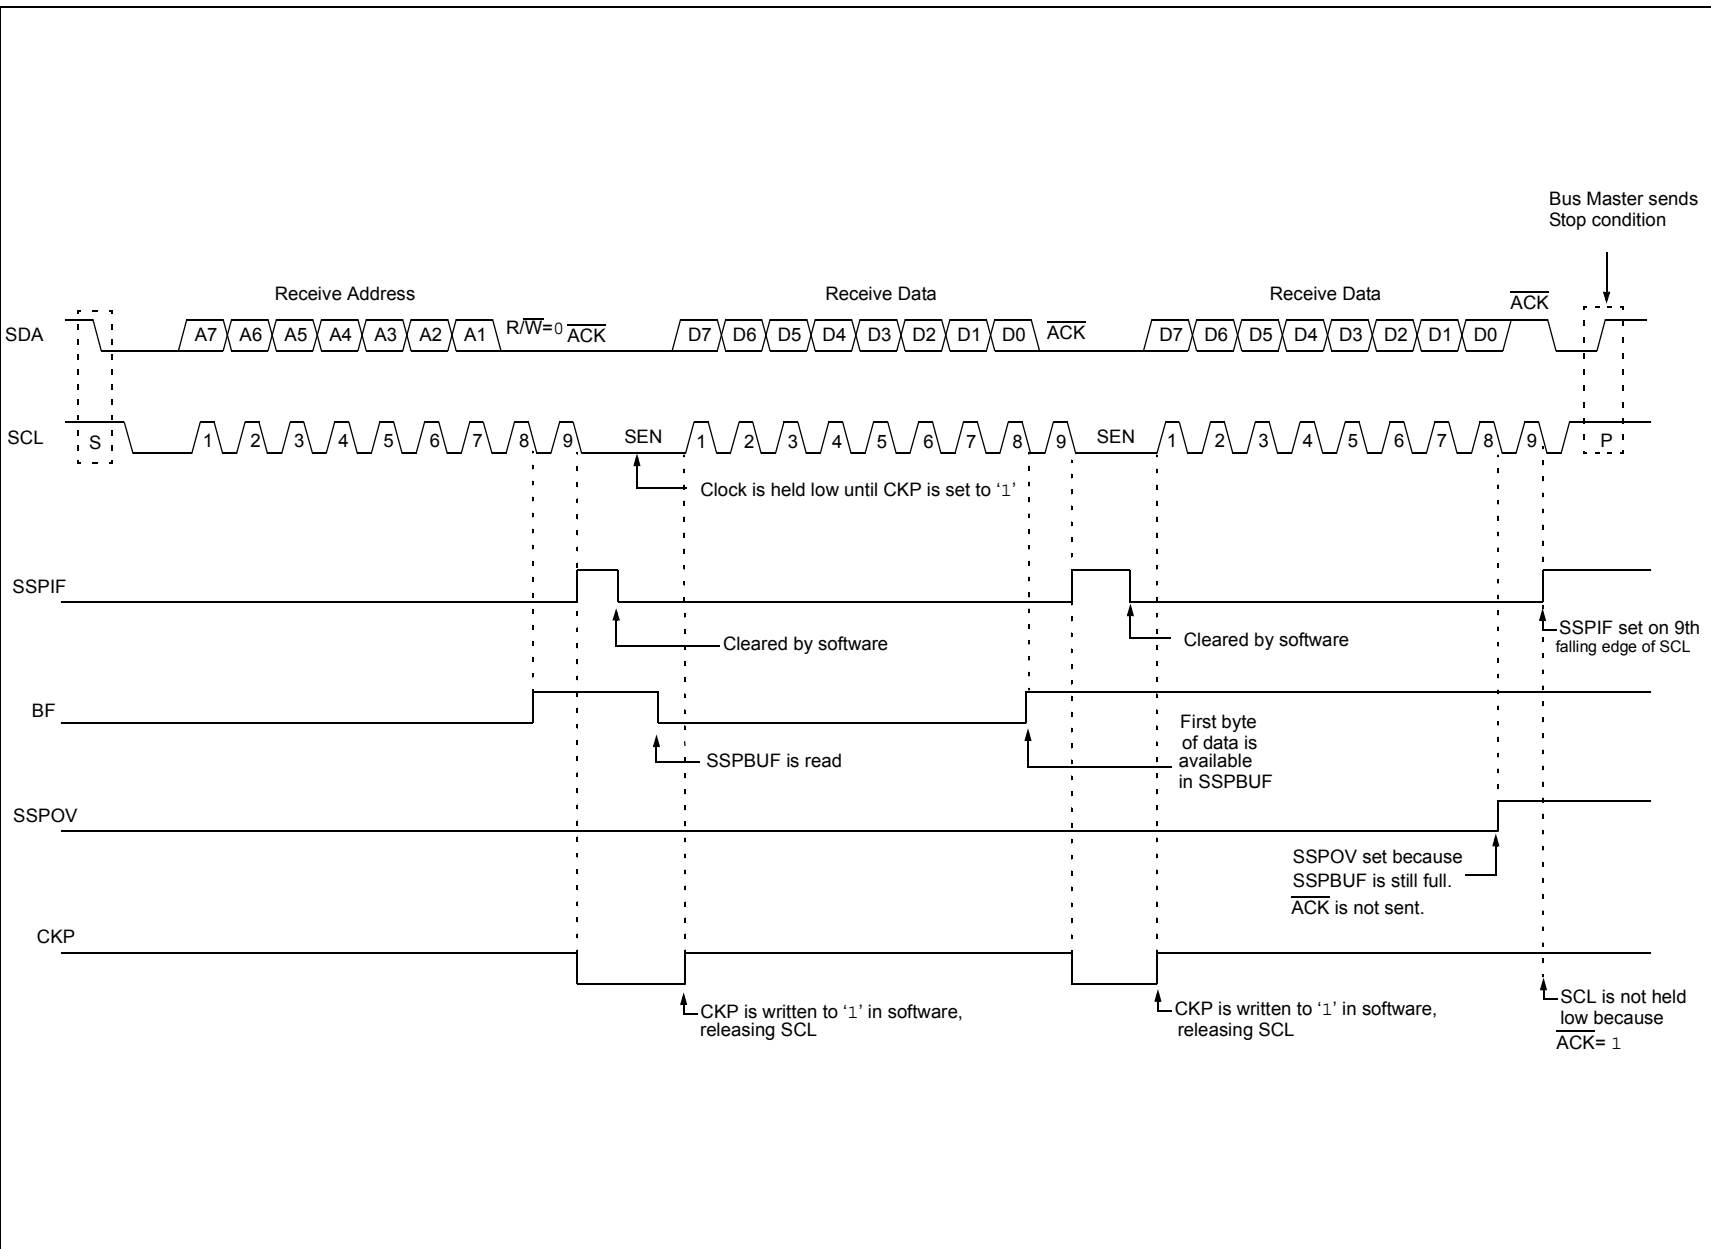 Bus Master sends
Stop condition
Receive Address
Receive Data
Receive Data
ACK
SDA
A7 A6 A5 A4 A3 A2 A1 R/W=0 ACK
D7 D6 D5 D4 D3 D2 D1 D0 ACK
D7 D6 D5 D4 D3 D2 D1 D0
SCL
S
1 2 3 4 5 6 7 8 9 SEN
1 2 3 4 5 6 7 8 9 SEN
1 2 3 4 5 6 7 8 9
P
Clock is held low until CKP is set to ‘1’
SSPIF
Cleared by software
Cleared by software
SSPIF set on 9th
falling edge of SCL
BF
SSPBUF is read
First byte
of data is
available
in SSPBUF
SSPOV
SSPOV set because
SSPBUF is still full.
ACK is not sent.
CKP
CKP is written to ‘1’ in software,
releasing SCL
CKP is written to ‘1’ in software,
releasing SCL
SCL is not held
low because
ACK= 1